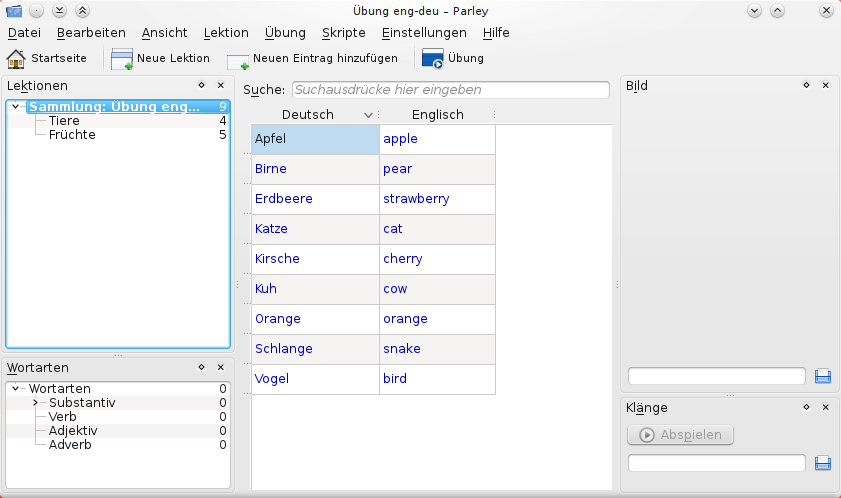 Übung eng-deu – Parley
Datei Bearbeiten Ansicht Lektion Übung Skripte Einstellungen Hilfe
Startseite Neue Lektion Neuen Eintrag hinzufügen Übung
Lektionen
Sammlung: Übung eng... 9
Tiere 4
Früchte 5
Wortarten
Wortarten 0
Substantiv 0
Verb 0
Adjektiv 0
Adverb 0
Suche: Suchausdrücke hier eingeben
Deutsch Englisch
Apfel apple
Birne pear
Erdbeere strawberry
Katze cat
Kirsche cherry
Kuh cow
Orange orange
Schlange snake
Vogel bird
Bild
Klänge
Abspielen